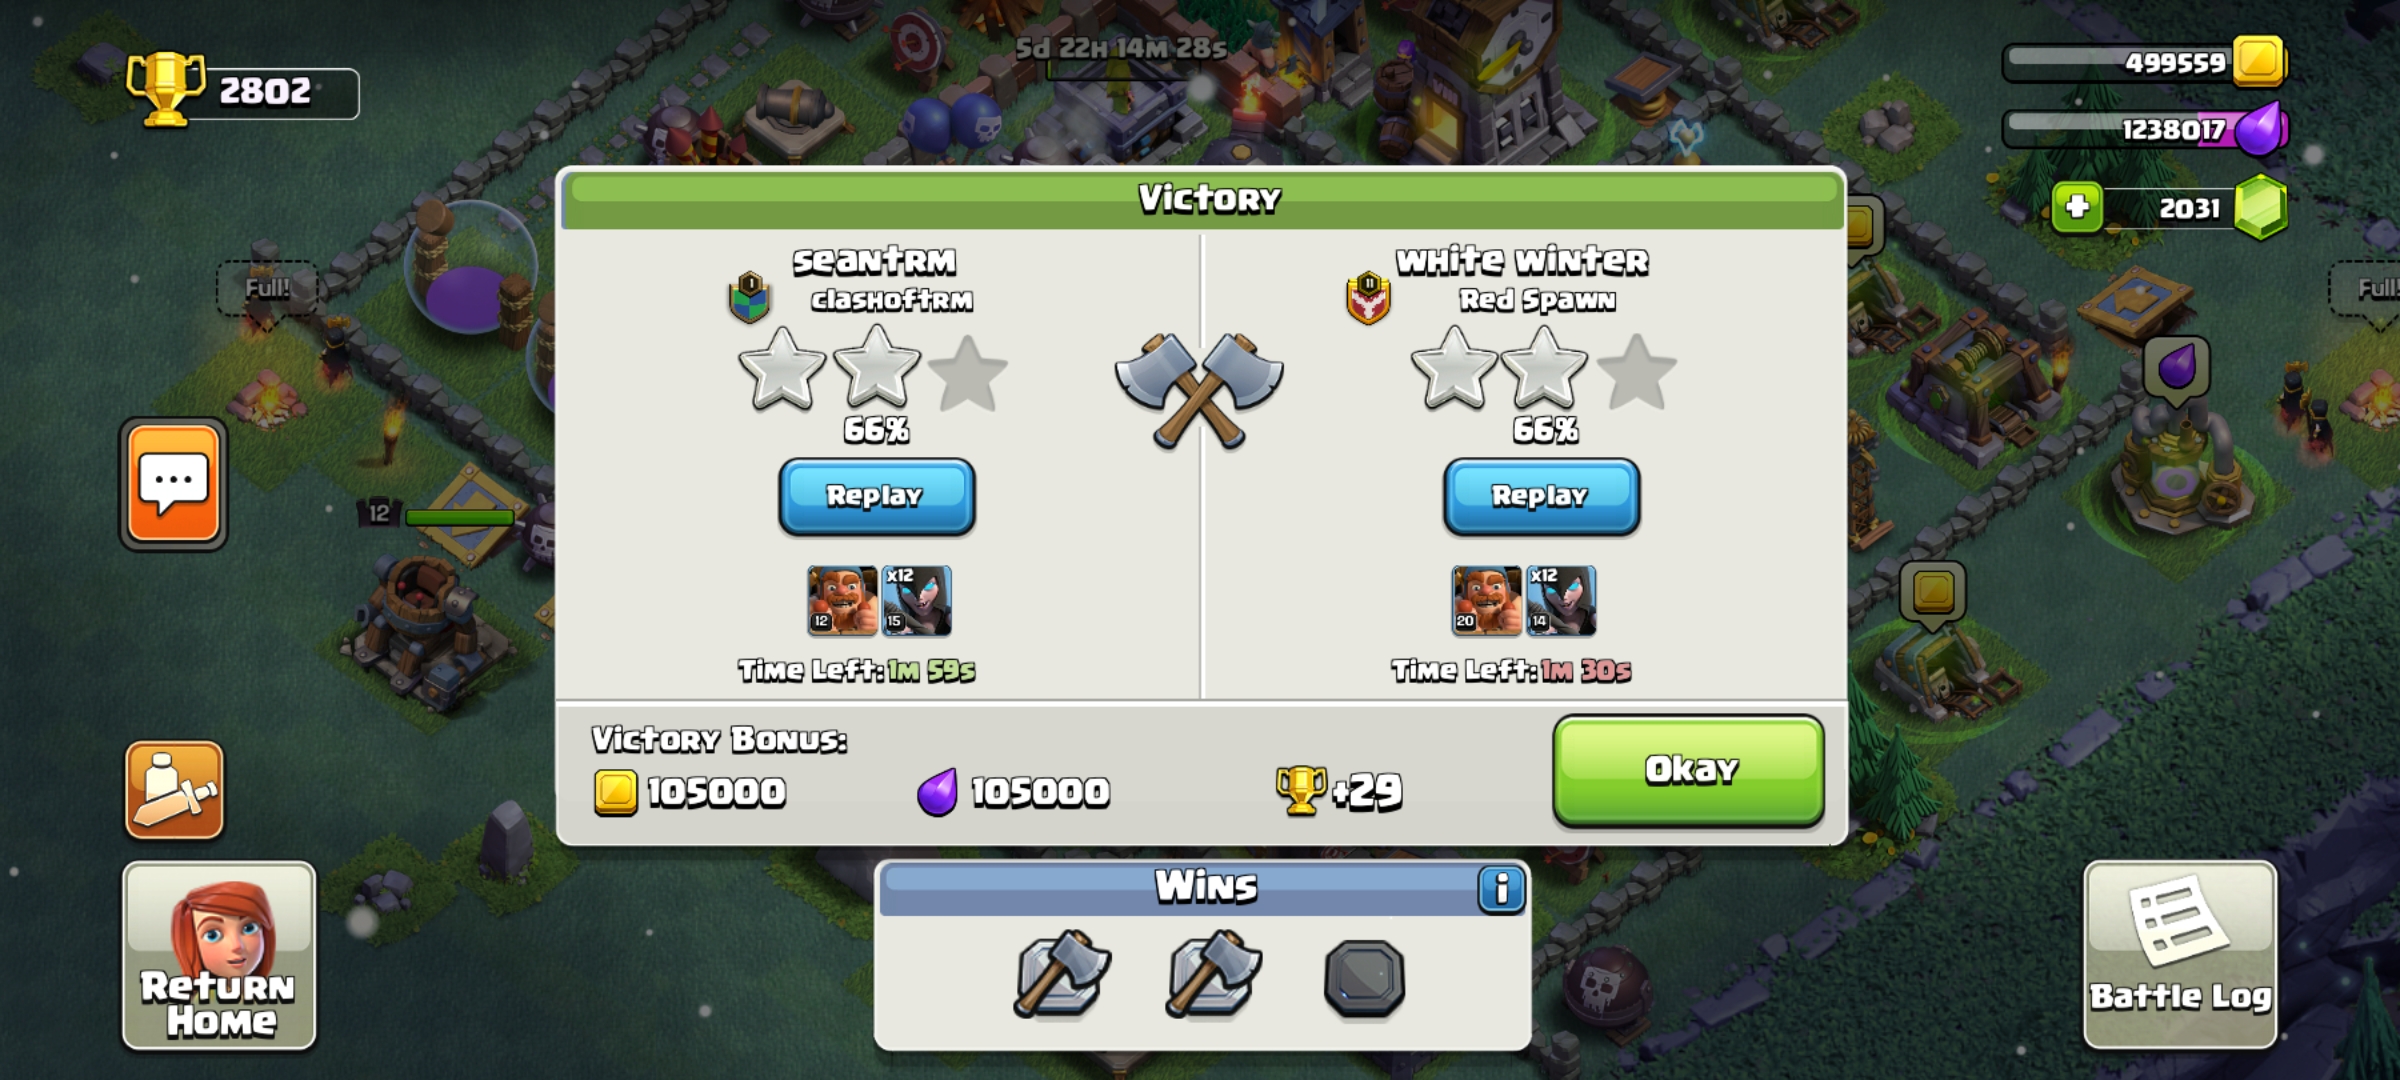 5d 22h 14m 28s
2802
499559
1238017
2031
Full!
Full!
12
Victory
seantrm
clashoftrm
1
66%
Replay
12
x12
15
Time Left: 1m 59s
white winter
Red Spawn
11
66%
Replay
20
x12
14
Time Left: 1m 30s
Victory Bonus:
105000
105000
+29
Okay
Wins
i
Return
Home
Battle Log